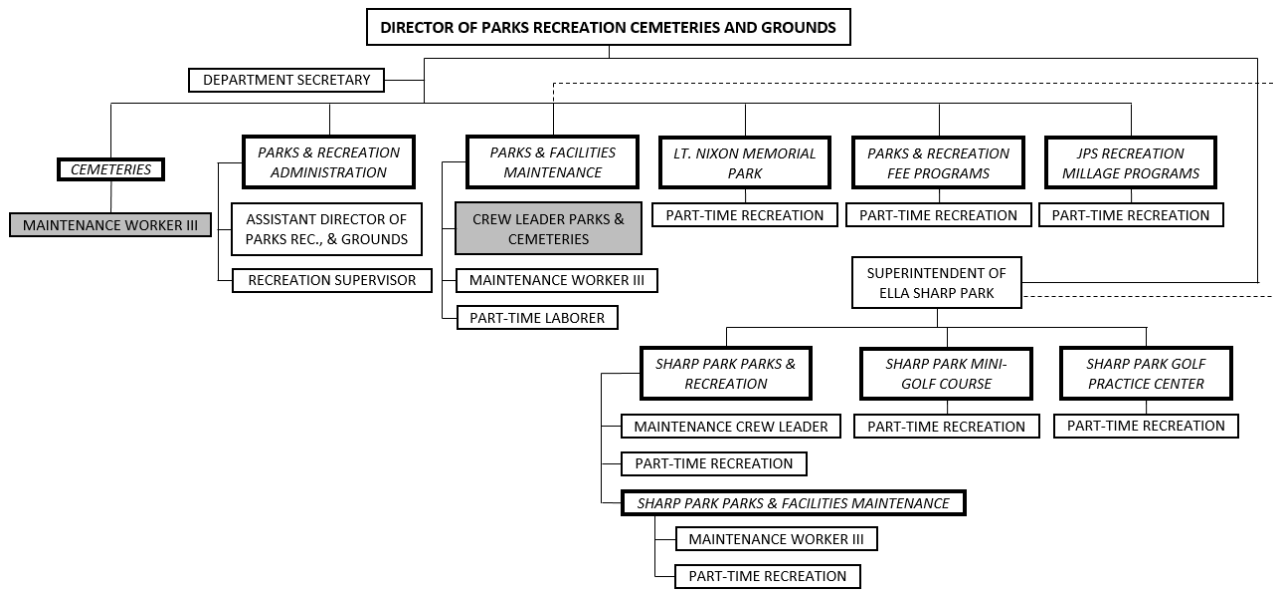 DIRECTOR OF PARKS RECREATION CEMETERIES AND GROUNDS
DEPARTMENT SECRETARY
CEMETERIES
MAINTENANCE WORKER III
PARKS & RECREATION
ADMINISTRATION
ASSISTANT DIRECTOR OF
PARKS REC., & GROUNDS
RECREATION SUPERVISOR
PARKS & FACILITIES
MAINTENANCE
CREW LEADER PARKS &
CEMETERIES
MAINTENANCE WORKER III
PART-TIME LABORER
LT. NIXON MEMORIAL
PARK
PART-TIME RECREATION
PARKS & RECREATION
FEE PROGRAMS
PART-TIME RECREATION
JPS RECREATION
MILLAGE PROGRAMS
PART-TIME RECREATION
SUPERINTENDENT OF
ELLA SHARP PARK
SHARP PARK PARKS &
RECREATION
MAINTENANCE CREW LEADER
PART-TIME RECREATION
SHARP PARK PARKS & FACILITIES MAINTENANCE
MAINTENANCE WORKER III
PART-TIME RECREATION
SHARP PARK MINI-
GOLF COURSE
PART-TIME RECREATION
SHARP PARK GOLF
PRACTICE CENTER
PART-TIME RECREATION